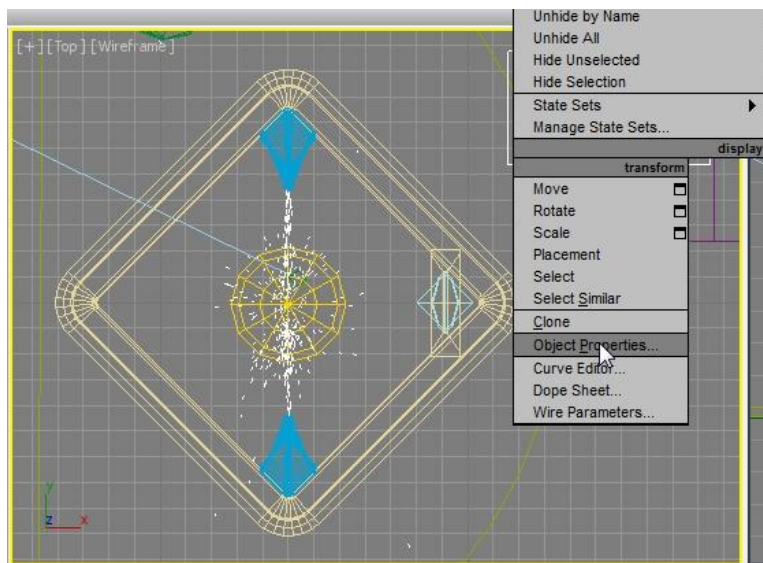 [+] [Top] [Wireframe]
Unhide by Name
Unhide All
Hide Unselected
Hide Selection
State Sets
Manage State Sets...
display
transform
Move
Rotate
Scale
Placement
Select
Select Similar
Clone
Object Properties...
Curve Editor...
Dope Sheet...
Wire Parameters...
y
z x